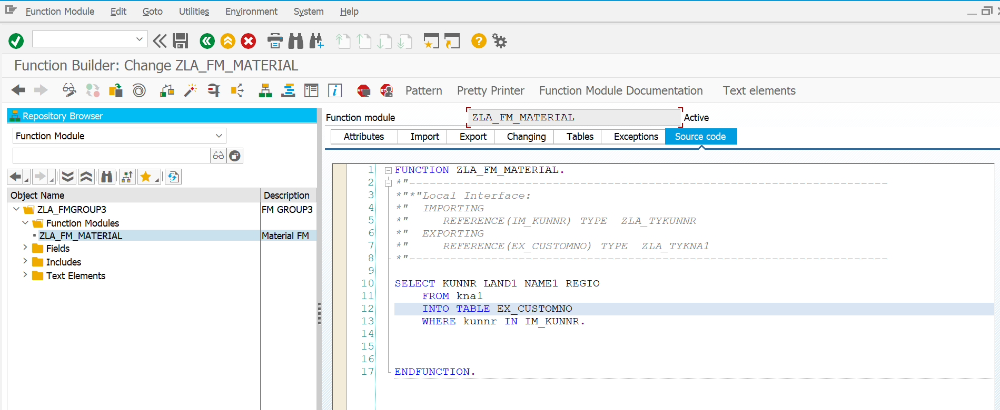 Function Module Edit Goto Utilities Environment System Help
Function Builder: Change ZLA_FM_MATERIAL
Pattern Pretty Printer Function Module Documentation Text elements
Repository Browser
Function Module
Object Name Description
ZLA_FMGROUP3 FM GROUP3
Function Modules
ZLA_FM_MATERIAL Material FM
Fields
Includes
Text Elements
Function module ZLA_FM_MATERIAL Active
Attributes Import Export Changing Tables Exceptions Source code
1 FUNCTION ZLA_FM_MATERIAL.
2 *"----------------------------------------------------------------------
3 *"*"Local Interface:
4 *"  IMPORTING
5 *"     REFERENCE(IM_KUNNR) TYPE  ZLA_TYKUNNR
6 *"  EXPORTING
7 *"     REFERENCE(EX_CUSTOMNO) TYPE  ZLA_TYKNA1
8 *"----------------------------------------------------------------------
9
10 SELECT KUNNR LAND1 NAME1 REGIO
11     FROM kna1
12     INTO TABLE EX_CUSTOMNO
13     WHERE kunnr IN IM_KUNNR.
14
15
16
17 ENDFUNCTION.